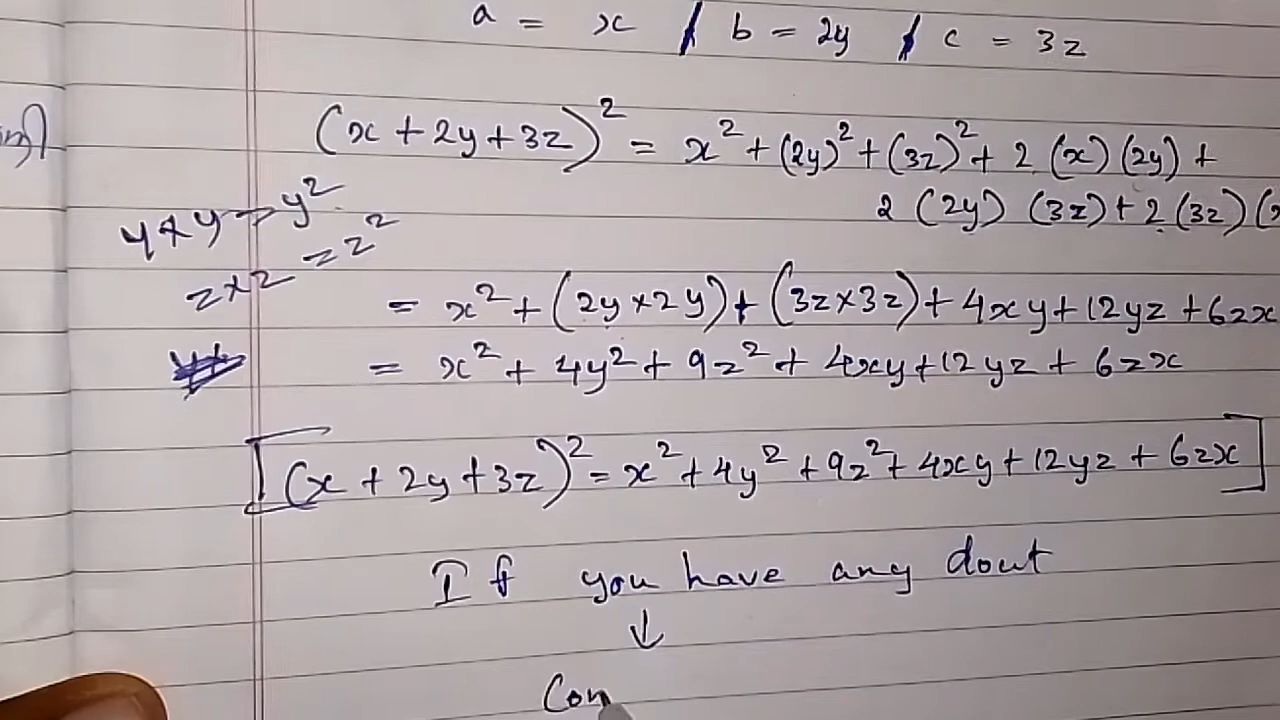 a = x / b = 2y / c = 3z
(x + 2y + 3z)² = x² + (2y)² + (3z)² + 2 (x) (2y) +
2 (2y) (3z) + 2 (3z) (x
y × y → y²
z × z = z²
= x² + (2y × 2y) + (3z × 3z) + 4xy + 12yz + 6zx
= x² + 4y² + 9z² + 4xy + 12yz + 6zx
[(x + 2y + 3z)² = x² + 4y² + 9z² + 4xy + 12yz + 6zx]
If you have any dout
↓
Com